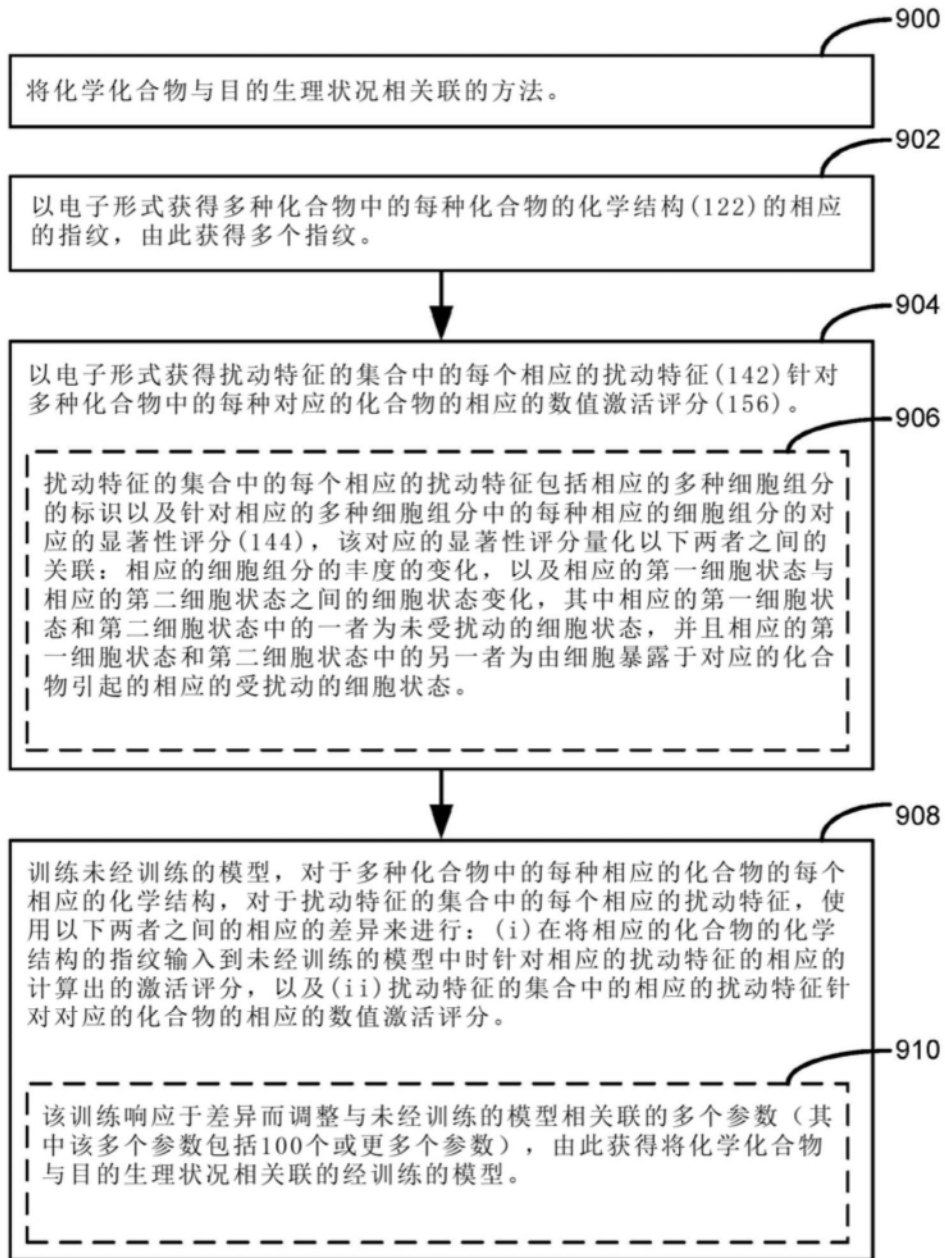 900
将化学化合物与目的生理状况相关联的方法。
902
以电子形式获得多种化合物中的每种化合物的化学结构(122)的相应
的指纹，由此获得多个指纹。
904
以电子形式获得扰动特征的集合中的每个相应的扰动特征(142)针对
多种化合物中的每种对应的化合物的相应的数值激活评分(156)。
906
扰动特征的集合中的每个相应的扰动特征包括相应的多种细胞组分
的标识以及针对相应的多种细胞组分中的每种相应的细胞组分的对
应的显著性评分(144)，该对应的显著性评分量化以下两者之间的
关联：相应的细胞组分的丰度的变化，以及相应的第一细胞状态与
相应的第二细胞状态之间的细胞状态变化，其中相应的第一细胞状
态和第二细胞状态中的一者为未受扰动的细胞状态，并且相应的第
一细胞状态和第二细胞状态中的另一者为由细胞暴露于对应的化合
物引起的相应的受扰动的细胞状态。
908
训练未经训练的模型，对于多种化合物中的每种相应的化合物的每个
相应的化学结构，对于扰动特征的集合中的每个相应的扰动特征，使
用以下两者之间的相应的差异来进行：(i)在将相应的化合物的化学
结构的指纹输入到未经训练的模型中时针对相应的扰动特征的相应的
计算出的激活评分，以及(ii)扰动特征的集合中的相应的扰动特征针
对对应的化合物的相应的数值激活评分。
910
该训练响应于差异而调整与未经训练的模型相关联的多个参数（其
中该多个参数包括100个或更多个参数），由此获得将化学化合物
与目的生理状况相关联的经训练的模型。